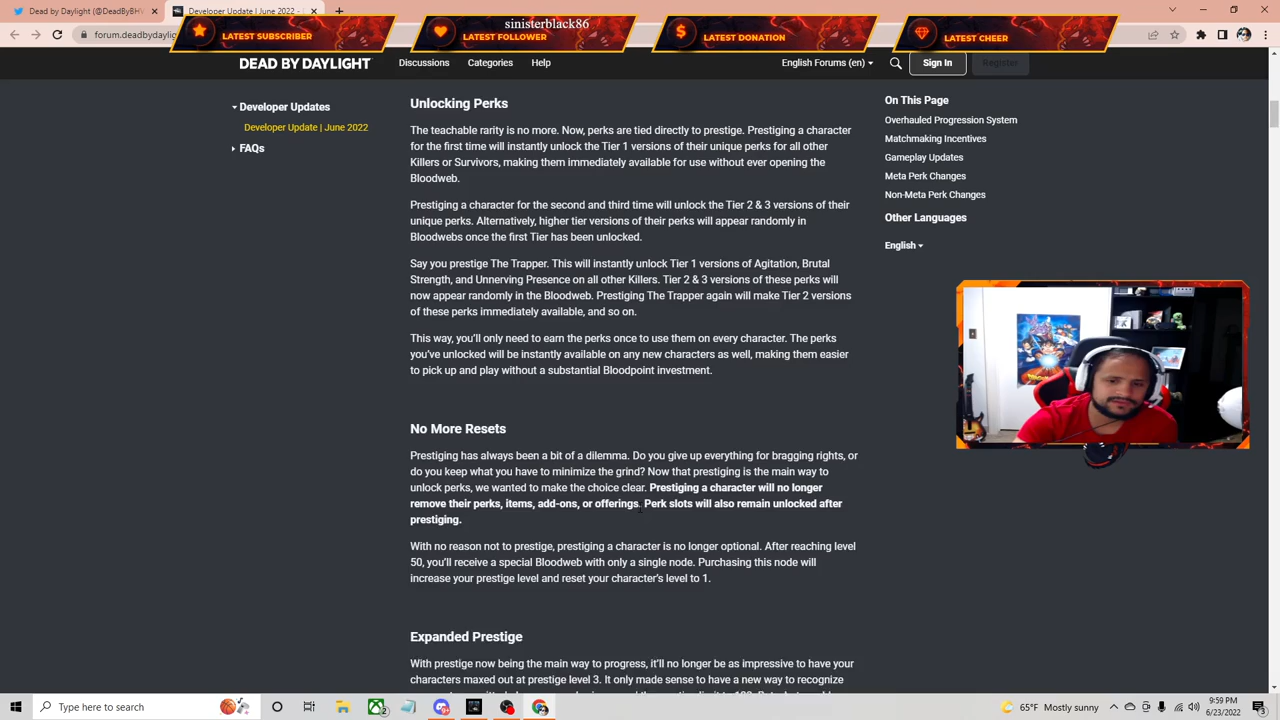 (2) DeadByDaylight (@DeadByBH
Developer Update | June 2022 -
forum.deadbydaylig
sinisterblack86
LATEST SUBSCRIBER
LATEST FOLLOWER
LATEST DONATION
LATEST CHEER
DEAD BY DAYLIGHT
Discussions
Categories
Help
English Forums (en)
Sign In
Register
Developer Updates
Developer Update | June 2022
FAQs
Unlocking Perks
The teachable rarity is no more. Now, perks are tied directly to prestige. Prestiging a character
for the first time will instantly unlock the Tier 1 versions of their unique perks for all other
Killers or Survivors, making them immediately available for use without ever opening the
Bloodweb.
Prestiging a character for the second and third time will unlock the Tier 2 & 3 versions of their
unique perks. Alternatively, higher tier versions of their perks will appear randomly in
Bloodwebs once the first Tier has been unlocked.
Say you prestige The Trapper. This will instantly unlock Tier 1 versions of Agitation, Brutal
Strength, and Unnerving Presence on all other Killers. Tier 2 & 3 versions of these perks will
now appear randomly in the Bloodweb. Prestiging The Trapper again will make Tier 2 versions
of these perks immediately available, and so on.
This way, you'll only need to earn the perks once to use them on every character. The perks
you've unlocked will be instantly available on any new characters as well, making them easier
to pick up and play without a substantial Bloodpoint investment.
No More Resets
Prestiging has always been a bit of a dilemma. Do you give up everything for bragging rights, or
do you keep what you have to minimize the grind? Now that prestiging is the main way to
unlock perks, we wanted to make the choice clear. Prestiging a character will no longer
remove their perks, items, add-ons, or offerings. Perk slots will also remain unlocked after
prestiging.
With no reason not to prestige, prestiging a character is no longer optional. After reaching level
50, you'll receive a special Bloodweb with only a single node. Purchasing this node will
increase your prestige level and reset your character's level to 1.
Expanded Prestige
With prestige now being the main way to progress, it'll no longer be as impressive to have your
characters maxed out at prestige level 3. It only made sense to have a new way to recognize
On This Page
Overhauled Progression System
Matchmaking Incentives
Gameplay Updates
Meta Perk Changes
Non-Meta Perk Changes
Other Languages
English
Type here to search
65°F Mostly sunny
9:59 PM
6/23/2022